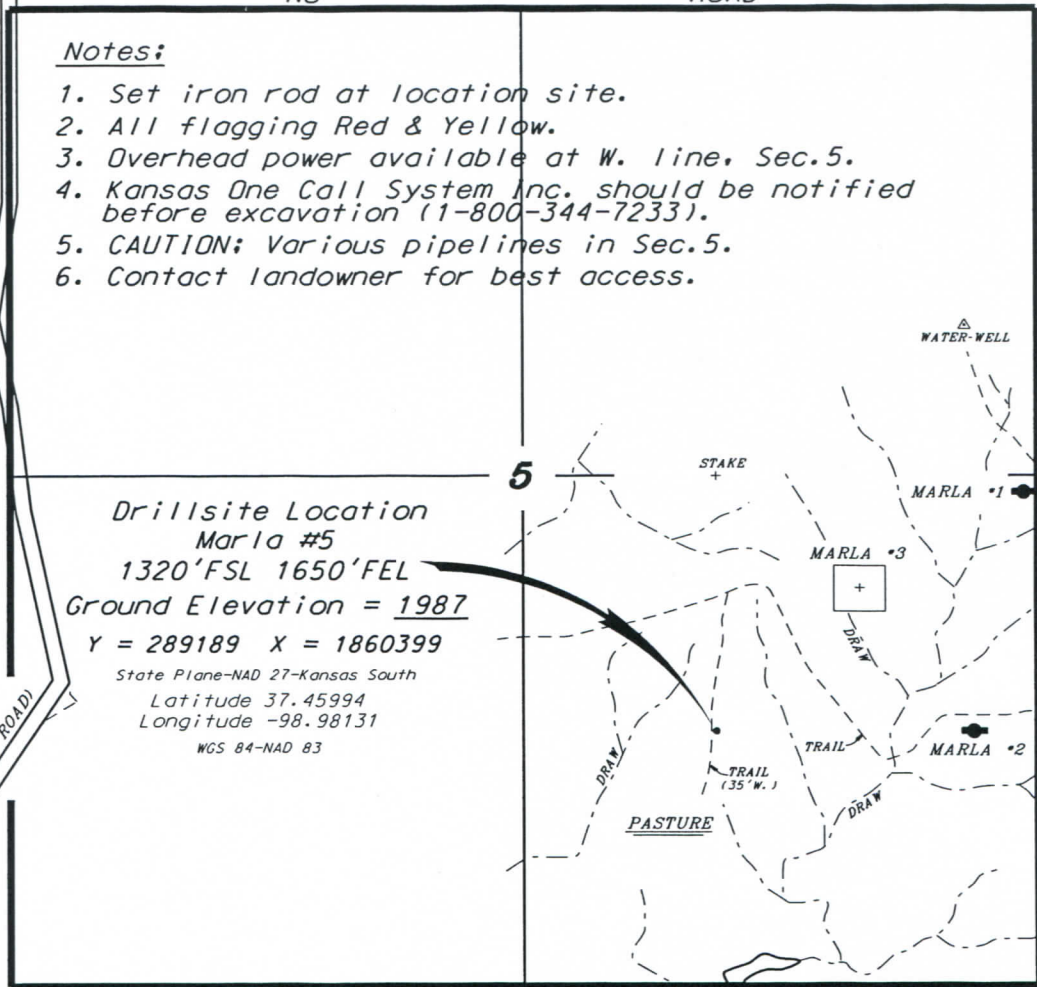 Notes:
1. Set iron rod at location site.
2. All flagging Red & Yellow.
3. Overhead power available at W. line, Sec.5.
4. Kansas One Call System Inc. should be notified
before excavation (1-800-344-7233).
5. CAUTION: Various pipelines in Sec.5.
6. Contact landowner for best access.
WATER-WELL
5
STAKE
MARLA #1
Drillsite Location
Marla #5
1320'FSL 1650'FEL
Ground Elevation = 1987
Y = 289189 X = 1860399
State Plane-NAD 27-Kansas South
Latitude 37.45994
Longitude -98.98131
WGS 84-NAD 83
MARLA #3
DRAW
ROAD)
DRAW
TRAIL
(35'W.)
TRAIL
MARLA #2
DRAW
PASTURE